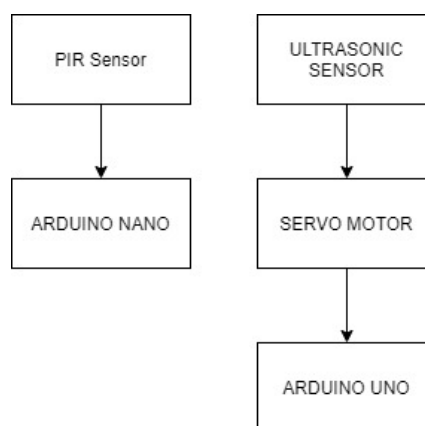 PIR Sensor
ULTRASONIC
SENSOR
ARDUINO NANO
SERVO MOTOR
ARDUINO UNO